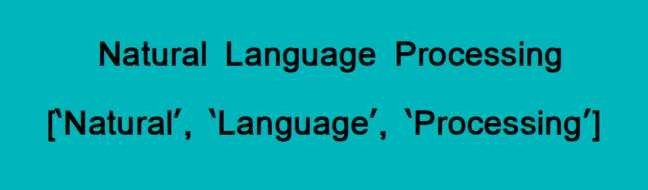 Natural Language Processing
[‘Natural’, ‘Language’, ‘Processing’]